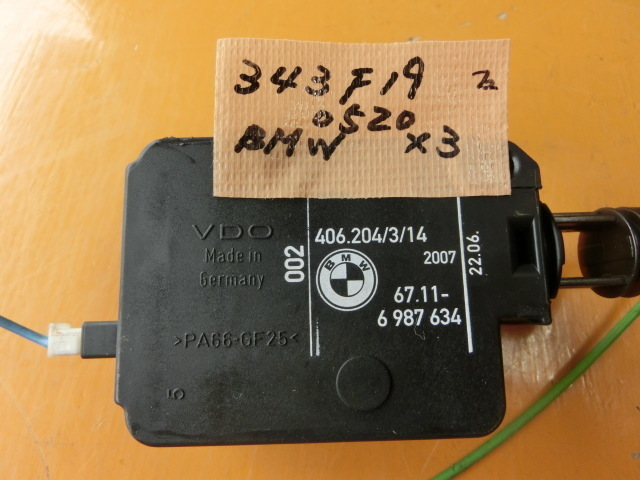 343F19
0520
BMW X3
VDO
Made in
Germany
002
406.204/3/14
2007
22.06.
BMW
67.11-
6 987 634
>PA66-GF25<
5